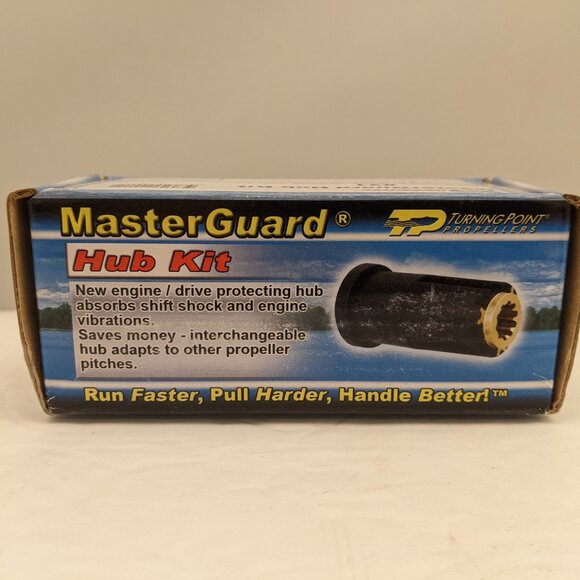 MasterGuard®
TP TURNING POINT®
PROPELLERS
Hub Kit
New engine / drive protecting hub
absorbs shift shock and engine
vibrations.
Saves money - interchangeable
hub adapts to other propeller
pitches.
Run Faster, Pull Harder, Handle Better!™